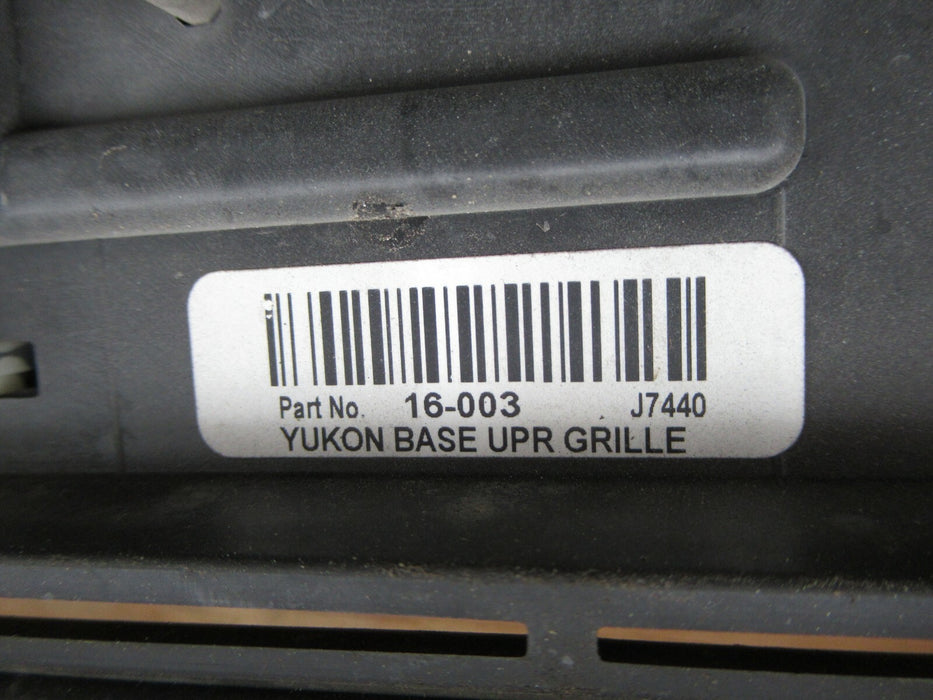 Part No. 16-003 J7440
YUKON BASE UPR GRILLE